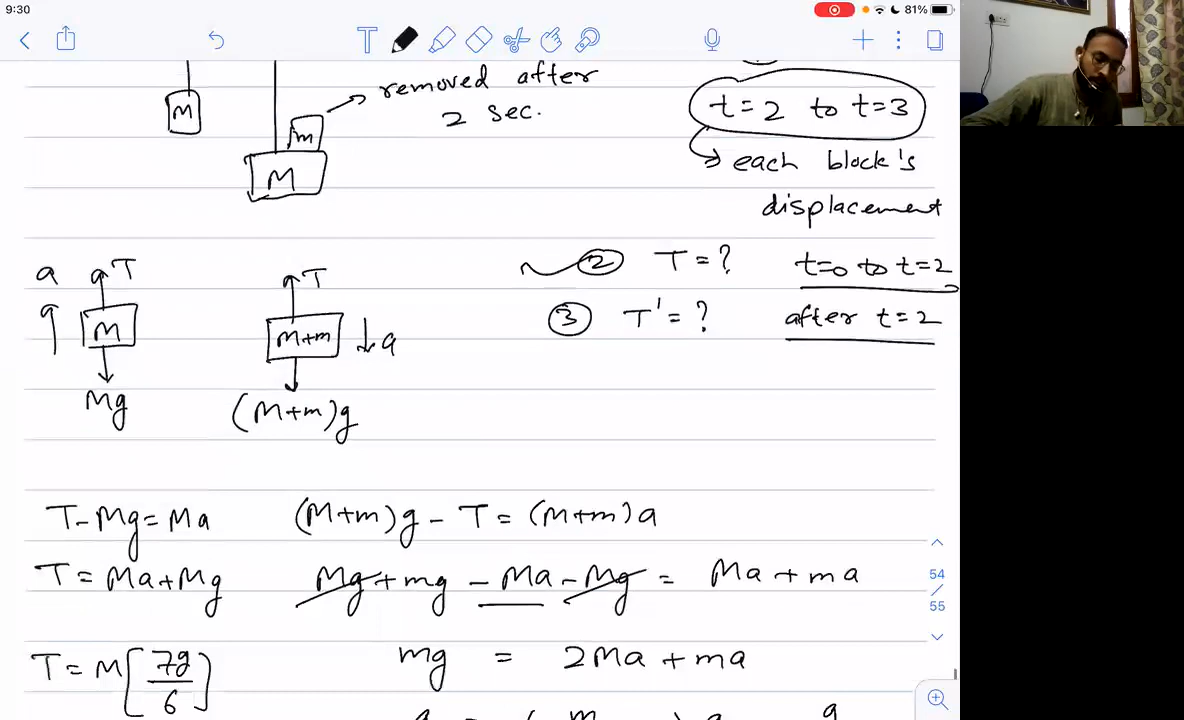 9:30
81%
removed after
2 sec.
M
m
M
t=2 to t=3
each block's
displacement
② T=? t=0 to t=2
③ T'=? after t=2
a T T
M M+m a
Mg (M+m)g
T-Mg=Ma (M+m)g - T = (M+m)a
T=Ma+Mg Mg+mg - Ma - Mg = Ma+ma
54
/
55
T=M[7g/6] mg = 2Ma+ma